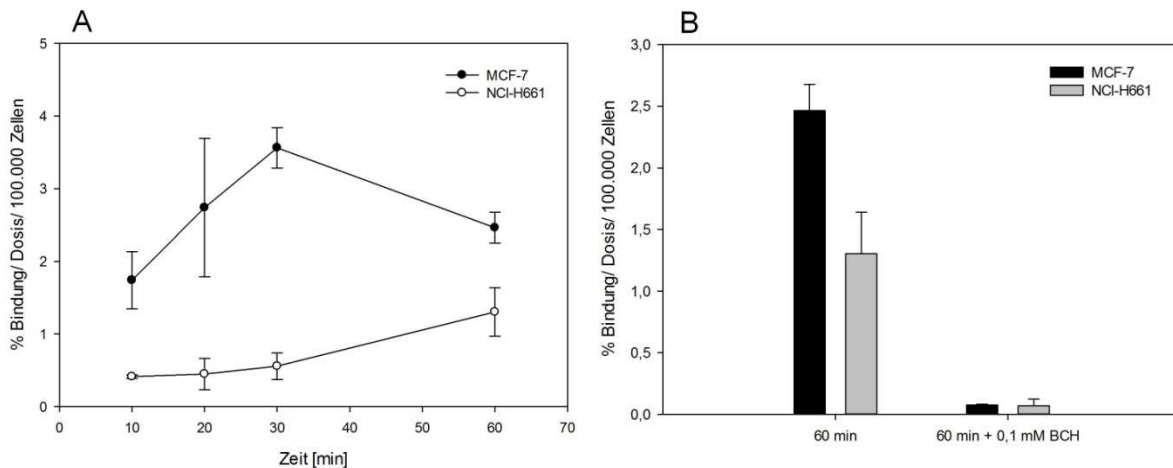 A
% Bindung/ Dosis/ 100.000 Zellen
5
4
3
2
1
0
MCF-7
NCI-H661
0 10 20 30 40 50 60 70
Zeit [min]
B
% Bindung/ Dosis/ 100.000 Zellen
3,0
2,5
2,0
1,5
1,0
0,5
0,0
MCF-7
NCI-H661
60 min 60 min + 0,1 mM BCH